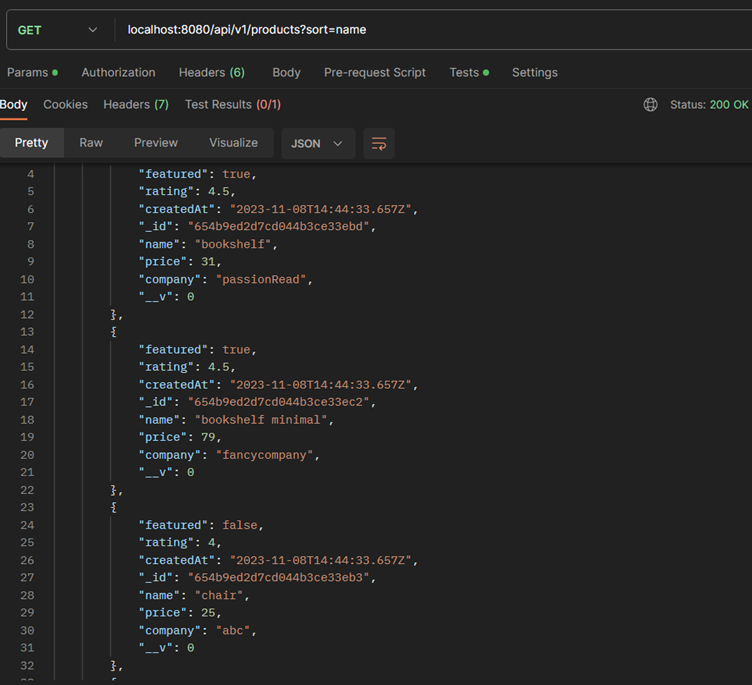 GET localhost:8080/api/v1/products?sort=name
Params Authorization Headers (6) Body Pre-request Script Tests Settings
Body Cookies Headers (7) Test Results (0/1) Status: 200 OK
Pretty Raw Preview Visualize JSON
4 "featured": true,
5 "rating": 4.5,
6 "createdAt": "2023-11-08T14:44:33.657Z",
7 "_id": "654b9ed2d7cd044b3ce33ebd",
8 "name": "bookshelf",
9 "price": 31,
10 "company": "passionRead",
11 "__v": 0
12 },
13 {
14 "featured": true,
15 "rating": 4.5,
16 "createdAt": "2023-11-08T14:44:33.657Z",
17 "_id": "654b9ed2d7cd044b3ce33ec2",
18 "name": "bookshelf minimal",
19 "price": 79,
20 "company": "fancycompany",
21 "__v": 0
22 },
23 {
24 "featured": false,
25 "rating": 4,
26 "createdAt": "2023-11-08T14:44:33.657Z",
27 "_id": "654b9ed2d7cd044b3ce33eb3",
28 "name": "chair",
29 "price": 25,
30 "company": "abc",
31 "__v": 0
32 },